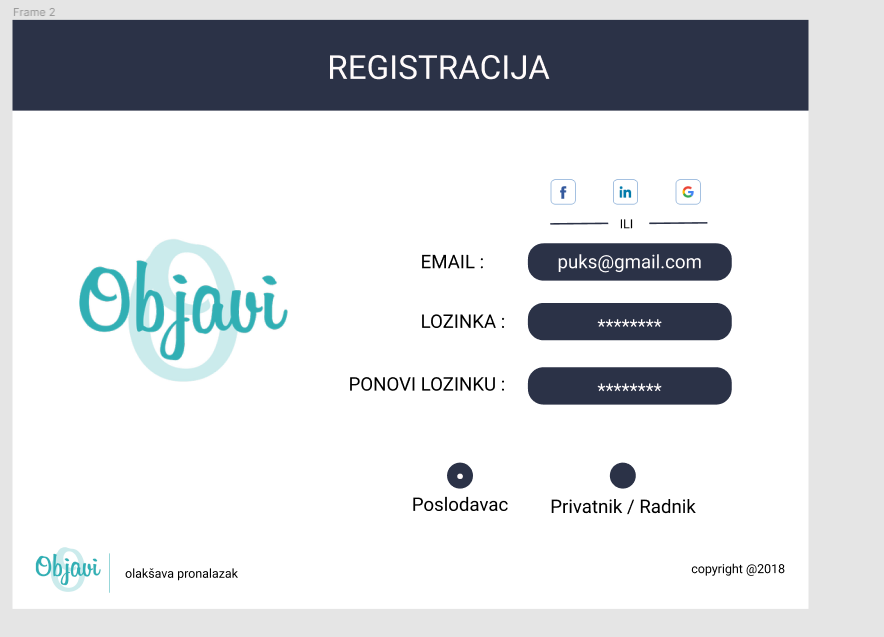 Frame 2
REGISTRACIJA
f in G
ILI
Objavi
EMAIL : puks@gmail.com
LOZINKA : ********
PONOVI LOZINKU : ********
Poslodavac Privatnik / Radnik
Objavi olakšava pronalazak copyright @2018